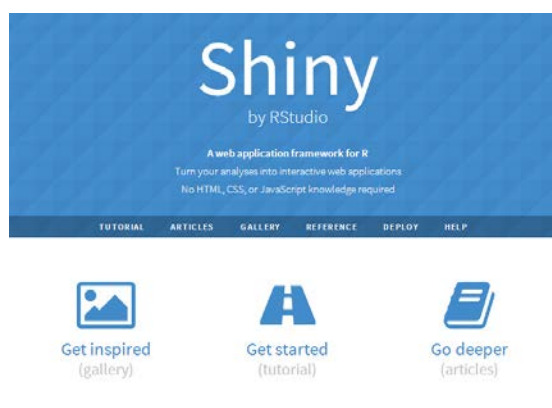 Shiny
by RStudio
A web application framework for R
Turn your analyses into interactive web applications
No HTML, CSS, or JavaScript knowledge required
TUTORIAL ARTICLES GALLERY REFERENCE DEPLOY HELP
Get inspired Get started Go deeper
(gallery) (tutorial) (articles)